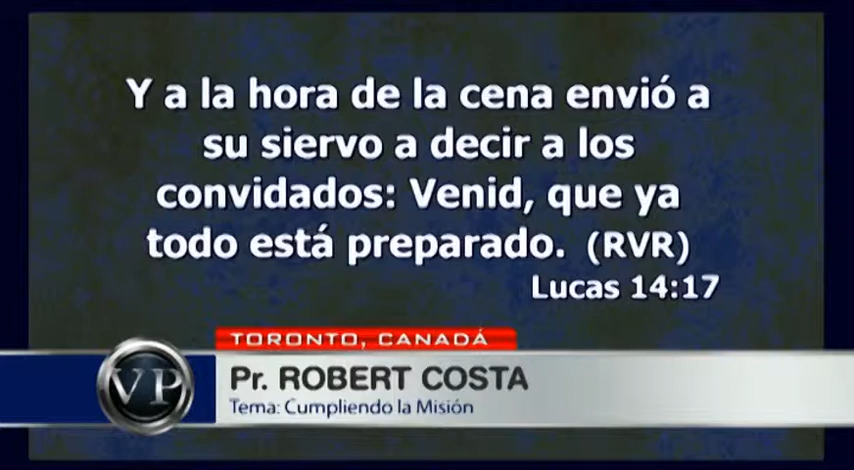 Y a la hora de la cena envió a
su siervo a decir a los
convidados: Venid, que ya
todo está preparado. (RVR)
Lucas 14:17
TORONTO, CANADÁ
VP
Pr. ROBERT COSTA
Tema: Cumpliendo la Misión